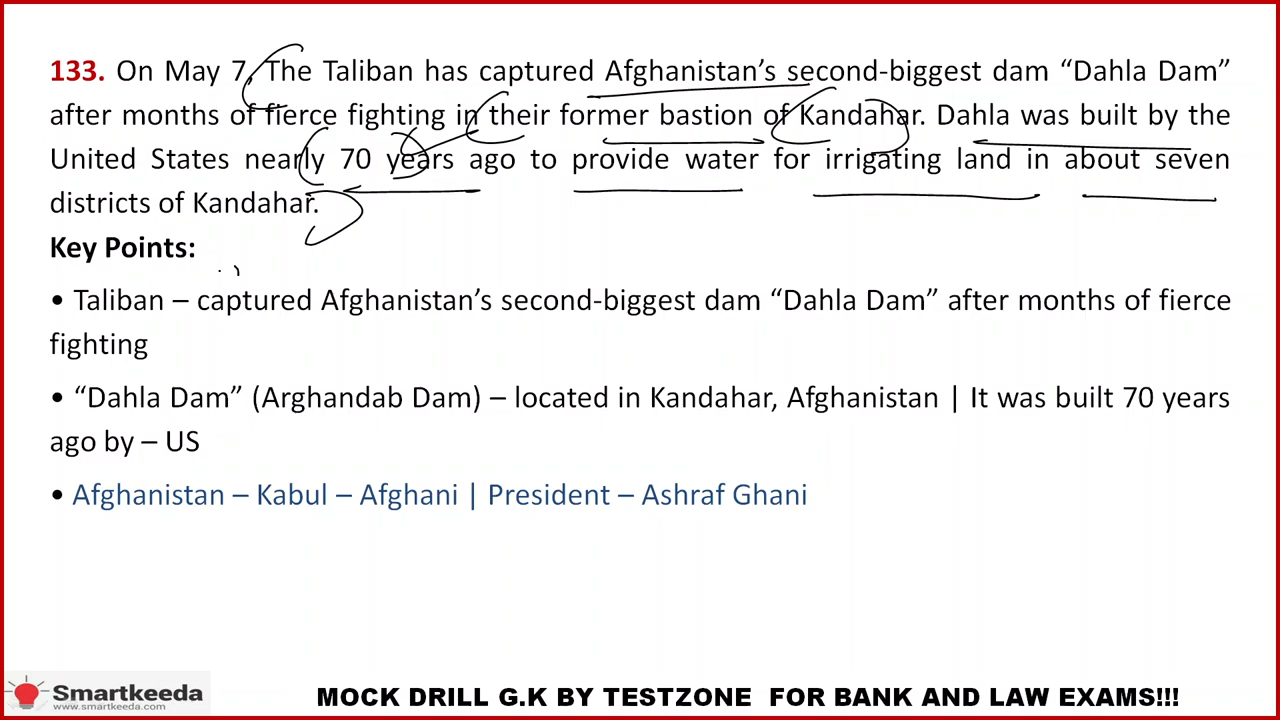 133. On May 7, The Taliban has captured Afghanistan's second-biggest dam “Dahla Dam”
after months of fierce fighting in their former bastion of Kandahar. Dahla was built by the
United States nearly 70 years ago to provide water for irrigating land in about seven
districts of Kandahar.
Key Points:
• Taliban – captured Afghanistan's second-biggest dam “Dahla Dam” after months of fierce
fighting
• “Dahla Dam” (Arghandab Dam) – located in Kandahar, Afghanistan | It was built 70 years
ago by – US
• Afghanistan – Kabul – Afghani | President – Ashraf Ghani
Smartkeeda
www.smartkeeda.com
MOCK DRILL G.K BY TESTZONE FOR BANK AND LAW EXAMS!!!